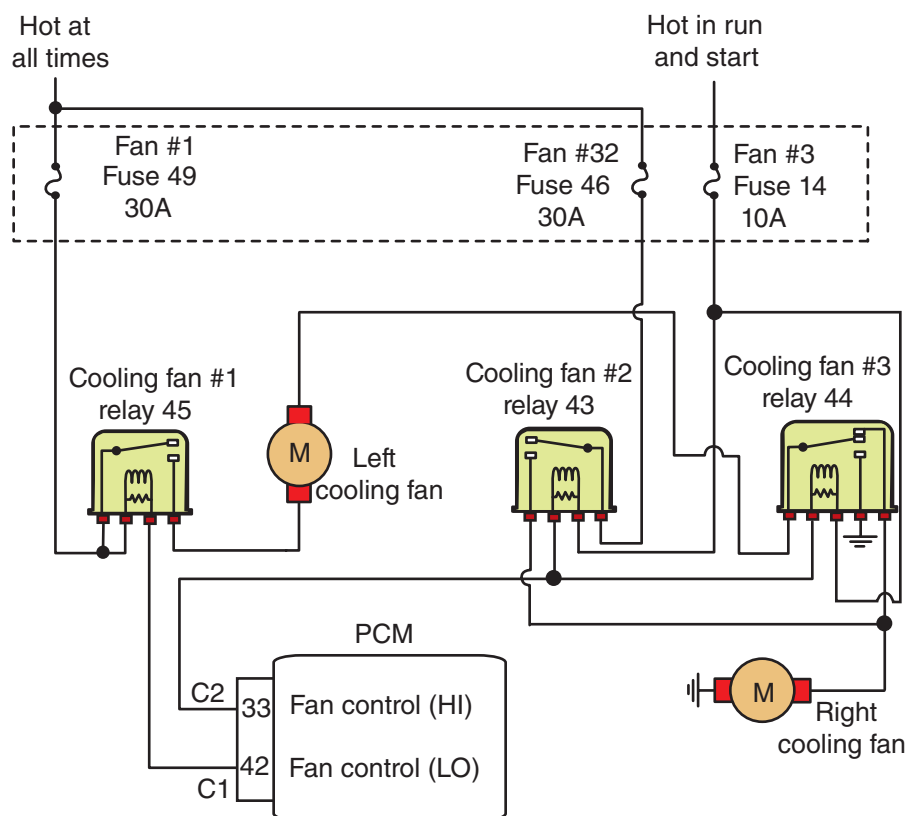 Hot at
all times
Hot in run
and start
Fan #1
Fuse 49
30A
Fan #32
Fuse 46
30A
Fan #3
Fuse 14
10A
Cooling fan #1
relay 45
M
Left
cooling fan
Cooling fan #2
relay 43
Cooling fan #3
relay 44
PCM
C2
33
Fan control (HI)
42
Fan control (LO)
C1
M
Right
cooling fan